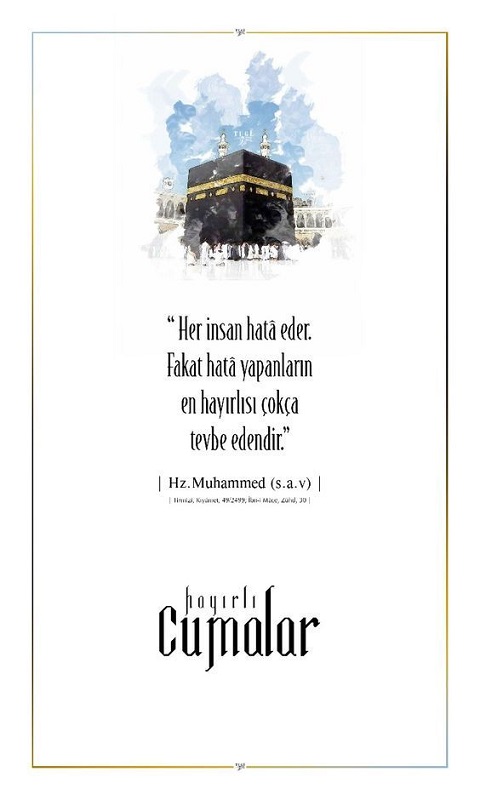 “ Her insan hatâ eder.
Fakat hatâ yapanların
en hayırlısı çokça
tevbe edendir.”
| Hz.Muhammed (s.a.v) |
| Tirmizî, Kıyâmet, 49/2499; İbn-i Mâce, Zühd, 30 |
hayırlı
Cumalar